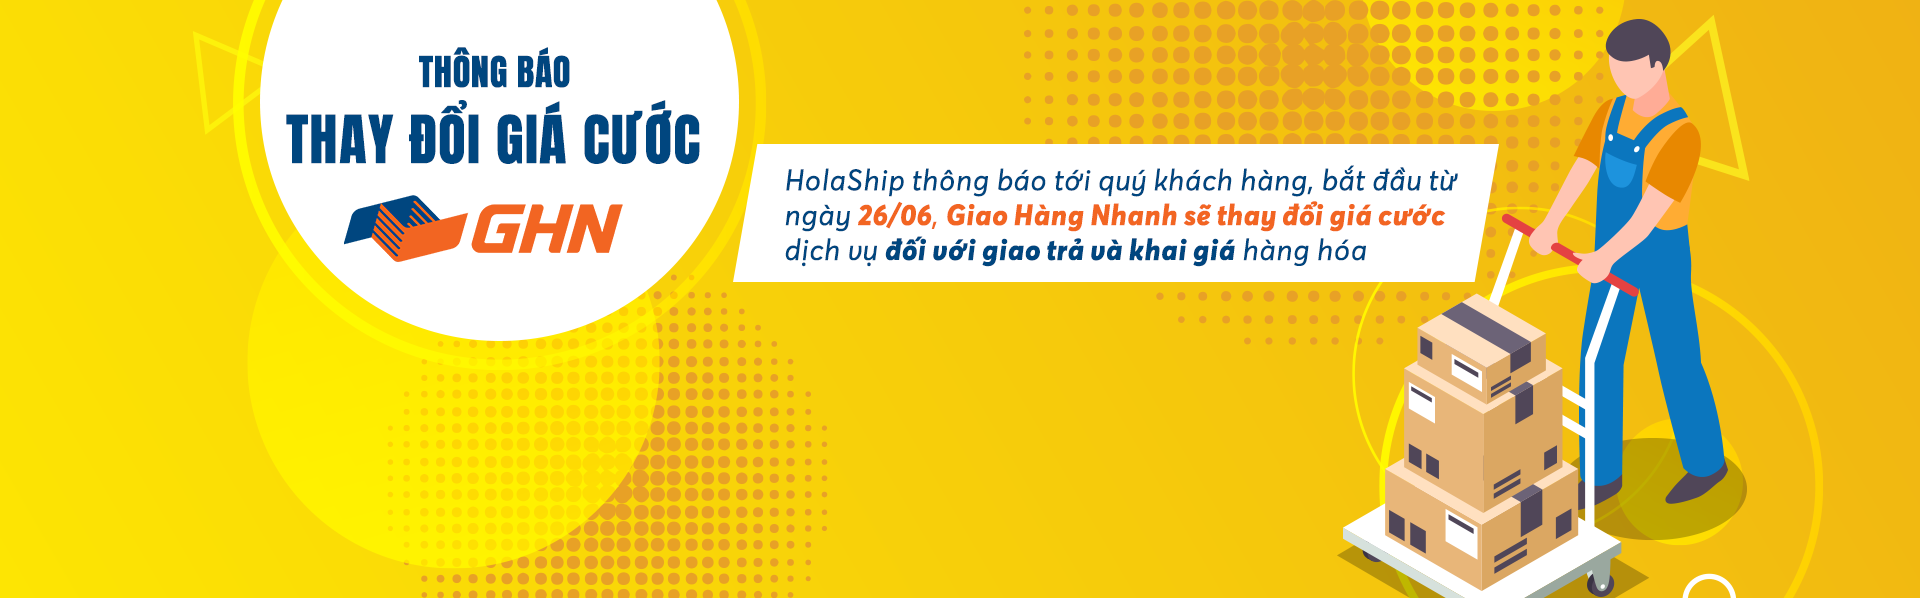 THÔNG BÁO
THAY ĐỔI GIÁ CƯỚC
GHN
HolaShip thông báo tới quý khách hàng, bắt đầu từ
ngày 26/06, Giao Hàng Nhanh sẽ thay đổi giá cước
dịch vụ đối với giao trả và khai giá hàng hóa